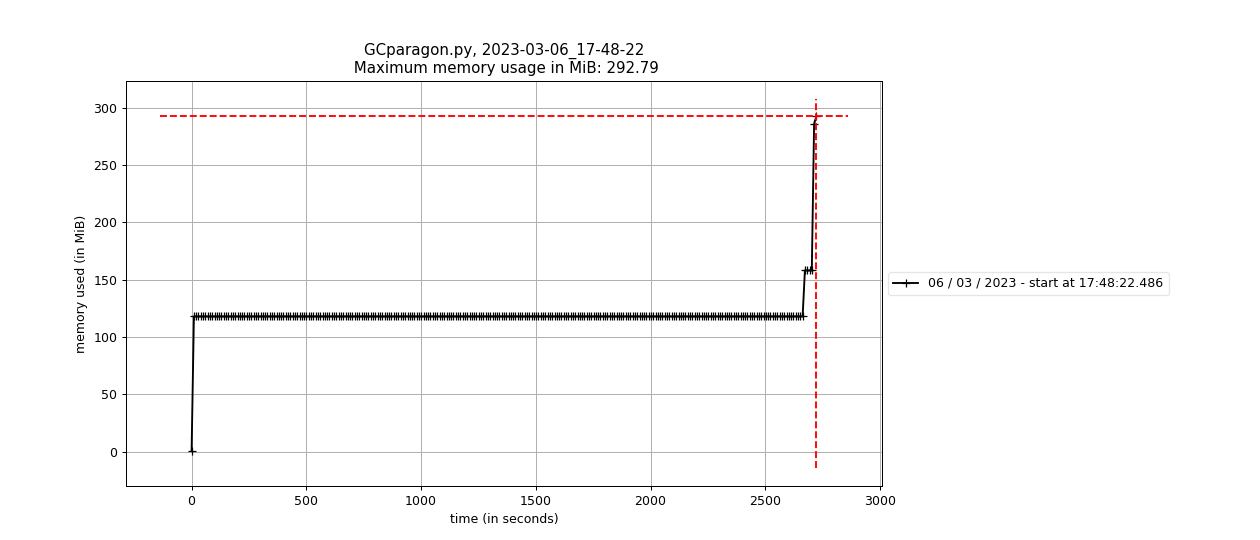 GCparagon.py, 2023-03-06_17-48-22
Maximum memory usage in MiB: 292.79
300
250
200
150
100
50
0
memory used (in MiB)
0 500 1000 1500 2000 2500 3000
time (in seconds)
06 / 03 / 2023 - start at 17:48:22.486